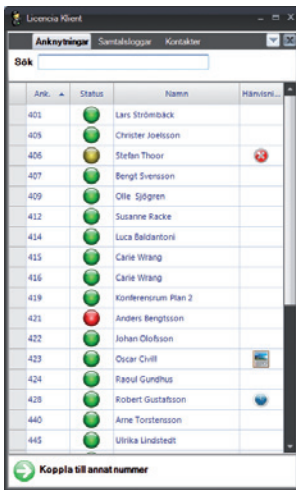 Licencia Klient
Anknytningar Samtalsloggar Kontakter
Sök
Ank. Status Namn Hänvisni...
401 Lars Strömbäck
405 Christer Joelsson
406 Stefan Thoor
407 Bengt Svensson
409 Olle Sjögren
412 Susanne Racke
414 Luca Baldantoni
415 Carie Wrang
416 Carie Wrang
419 Konferensrum Plan 2
421 Anders Bengtsson
422 Johan Olofsson
423 Oscar Civill
424 Raoul Gundhus
428 Robert Gustafsson
440 Arne Torstensson
445 Ulrika Lindstedt
Koppla till annat nummer